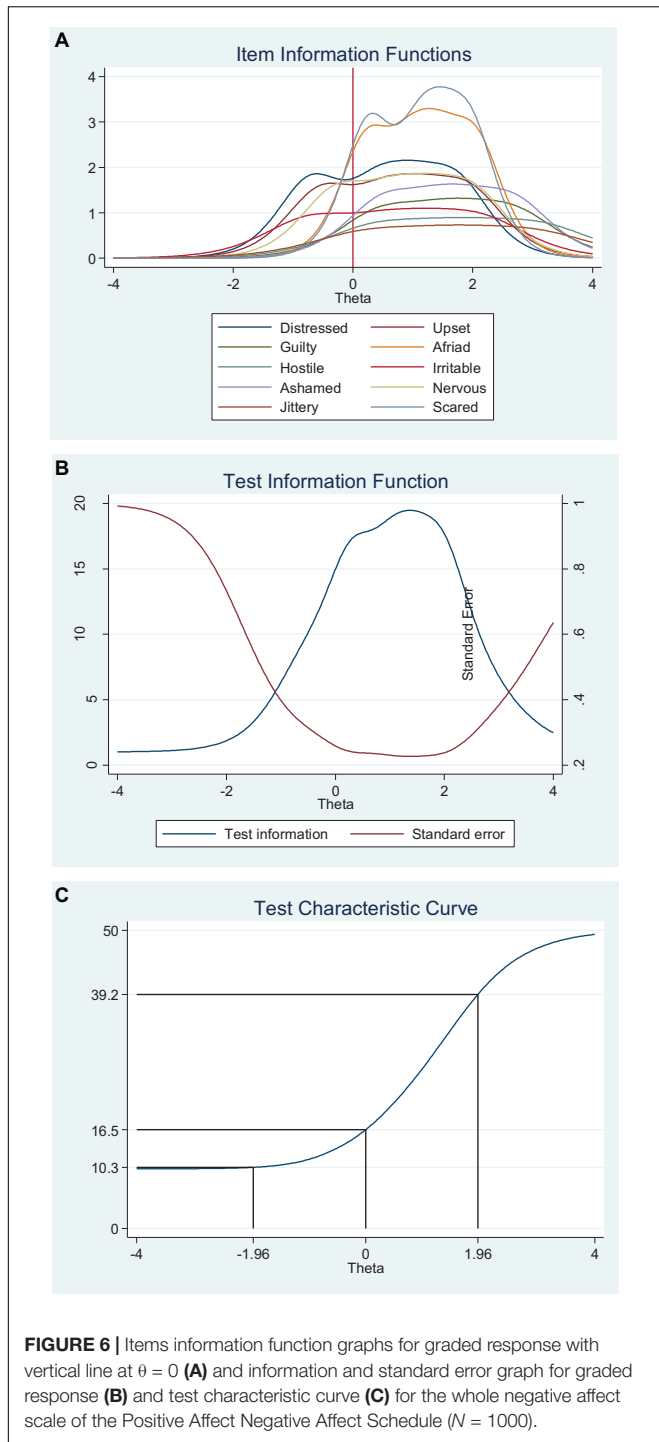 A
Item Information Functions
4
3
2
1
0
-4 -2 0 2 4
Theta
Distressed Upset
Guilty Afriad
Hostile Irritable
Ashamed Nervous
Jittery Scared
B
Test Information Function
20 1
15 .8
10 .6
5 .4
0 .2
Standard Error
-4 -2 0 2 4
Theta
Test information Standard error
C
Test Characteristic Curve
50
39.2
16.5
10.3
0
-4 -1.96 0 1.96 4
Theta
FIGURE 6 | Items information function graphs for graded response with
vertical line at θ = 0 (A) and information and standard error graph for graded
response (B) and test characteristic curve (C) for the whole negative affect
scale of the Positive Affect Negative Affect Schedule (N = 1000).